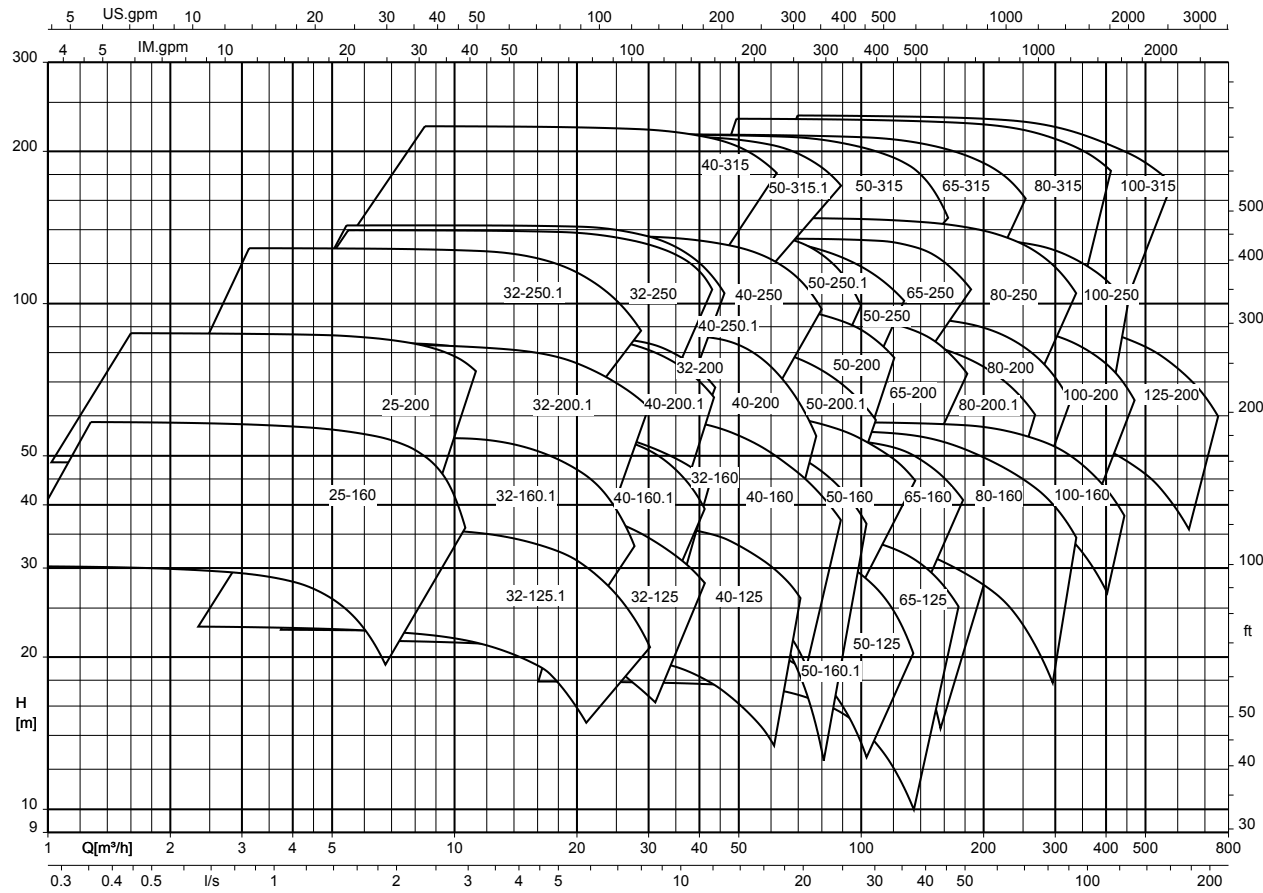 5 US.gpm 10 20 30 40 50 100 200 300 400 500 1000 2000 3000
4 5 IM.gpm 10 20 30 40 50 100 200 300 400 500 1000 2000
300
200
40-315 50-315.1 50-315 65-315 80-315 100-315
500
400
100 32-250.1 32-250 40-250 50-250.1 65-250 80-250 100-250
40-250.1 50-250 300
32-200 50-200 80-200
25-200 32-200.1 40-200.1 40-200 50-200.1 65-200 80-200.1 100-200 125-200 200
50
40 25-160 32-160.1 40-160.1 32-160 40-160 50-160 65-160 80-160 100-160
30 100
32-125.1 32-125 40-125 65-125
20 50-125 ft
50-160.1
H
[m]
50
40
10
9 30
1 Q[m³/h] 2 3 4 5 10 20 30 40 50 100 200 300 400 500 800
0.3 0.4 0.5 l/s 1 2 3 4 5 10 20 30 40 50 100 200